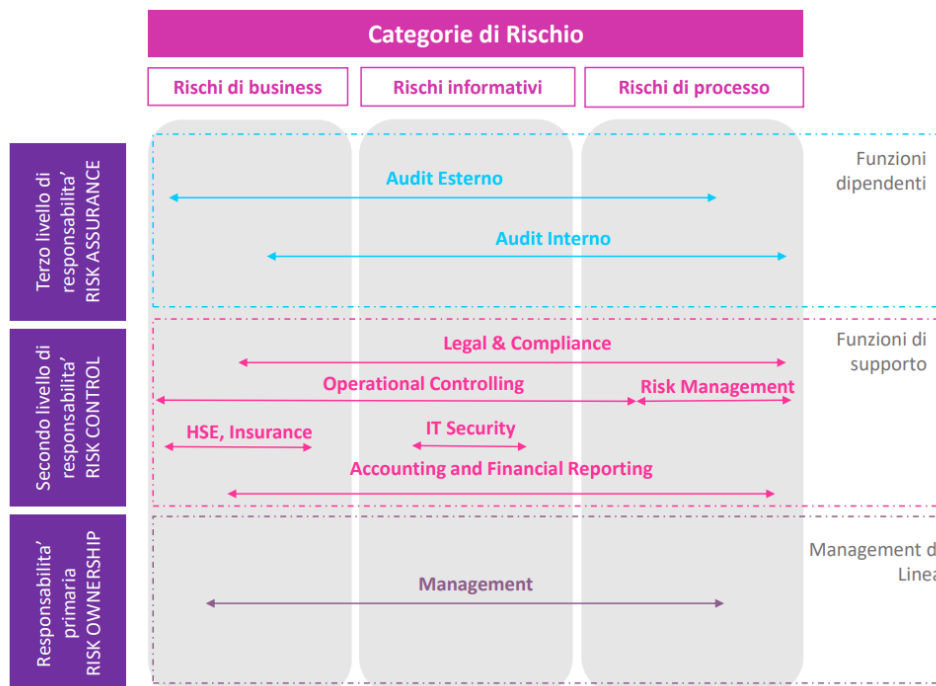 Categorie di Rischio
Rischi di business
Rischi informativi
Rischi di processo
Terzo livello di
responsabilita'
RISK ASSURANCE
Funzioni
dipendenti
Audit Esterno
Audit Interno
Secondo livello di
responsabilita'
RISK CONTROL
Funzioni di
supporto
Legal & Compliance
Operational Controlling
Risk Management
HSE, Insurance
IT Security
Accounting and Financial Reporting
Responsabilita'
primaria
RISK OWNERSHIP
Management d
Linea
Management